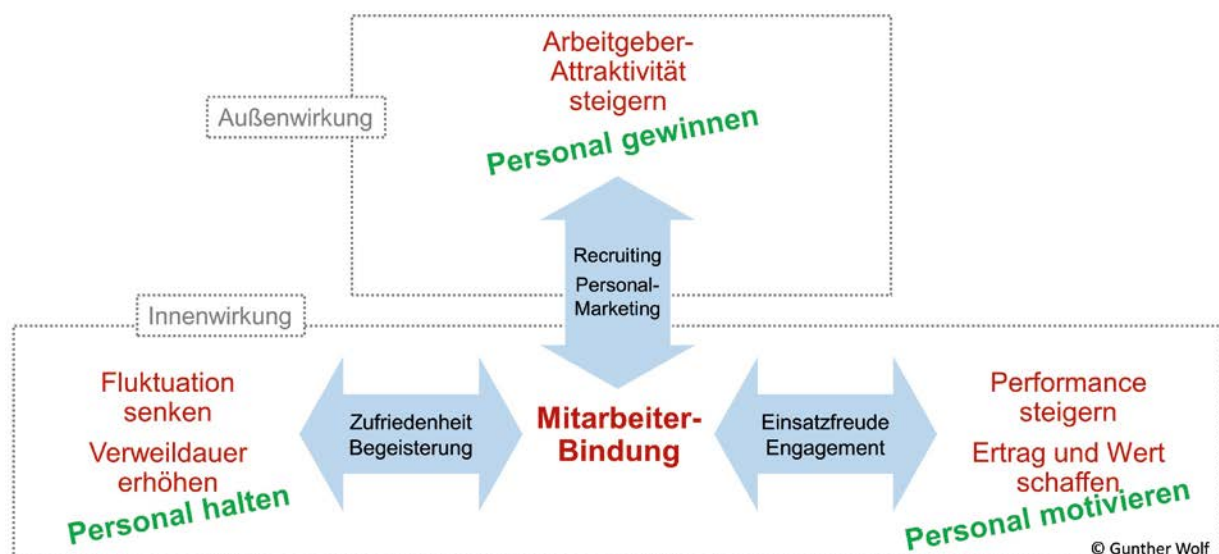 Arbeitgeber-
Attraktivität
steigern
Außenwirkung
Personal gewinnen
Recruiting
Personal-
Marketing
Innenwirkung
Fluktuation
senken
Verweildauer
erhöhen
Personal halten
Zufriedenheit
Begeisterung
Mitarbeiter-
Bindung
Einsatzfreude
Engagement
Performance
steigern
Ertrag und Wert
schaffen
Personal motivieren
© Gunther Wolf